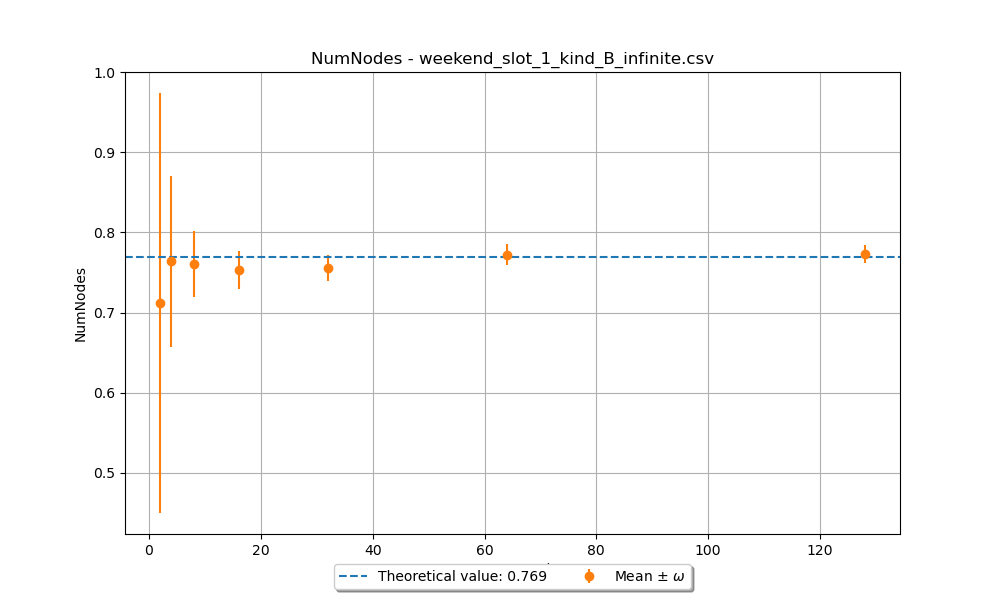 NumNodes - weekend_slot_1_kind_B_infinite.csv
1.0
0.9
0.8
0.7
0.6
0.5
NumNodes
0 20 40 60 80 100 120
Theoretical value: 0.769 Mean ± ω